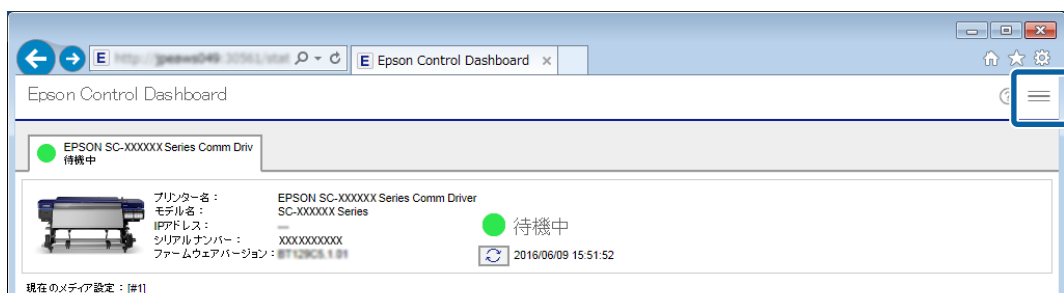 E http:// Epson Control Dashboard ×
Epson Control Dashboard
EPSON SC-XXXXXX Series Comm Driv
待機中
プリンター名： EPSON SC-XXXXXX Series Comm Driver
モデル名： SC-XXXXXX Series
IPアドレス： —
シリアルナンバー： XXXXXXXXXX
ファームウェアバージョン：
待機中
2016/06/09 15:51:52
現在のメディア設定：[#1]